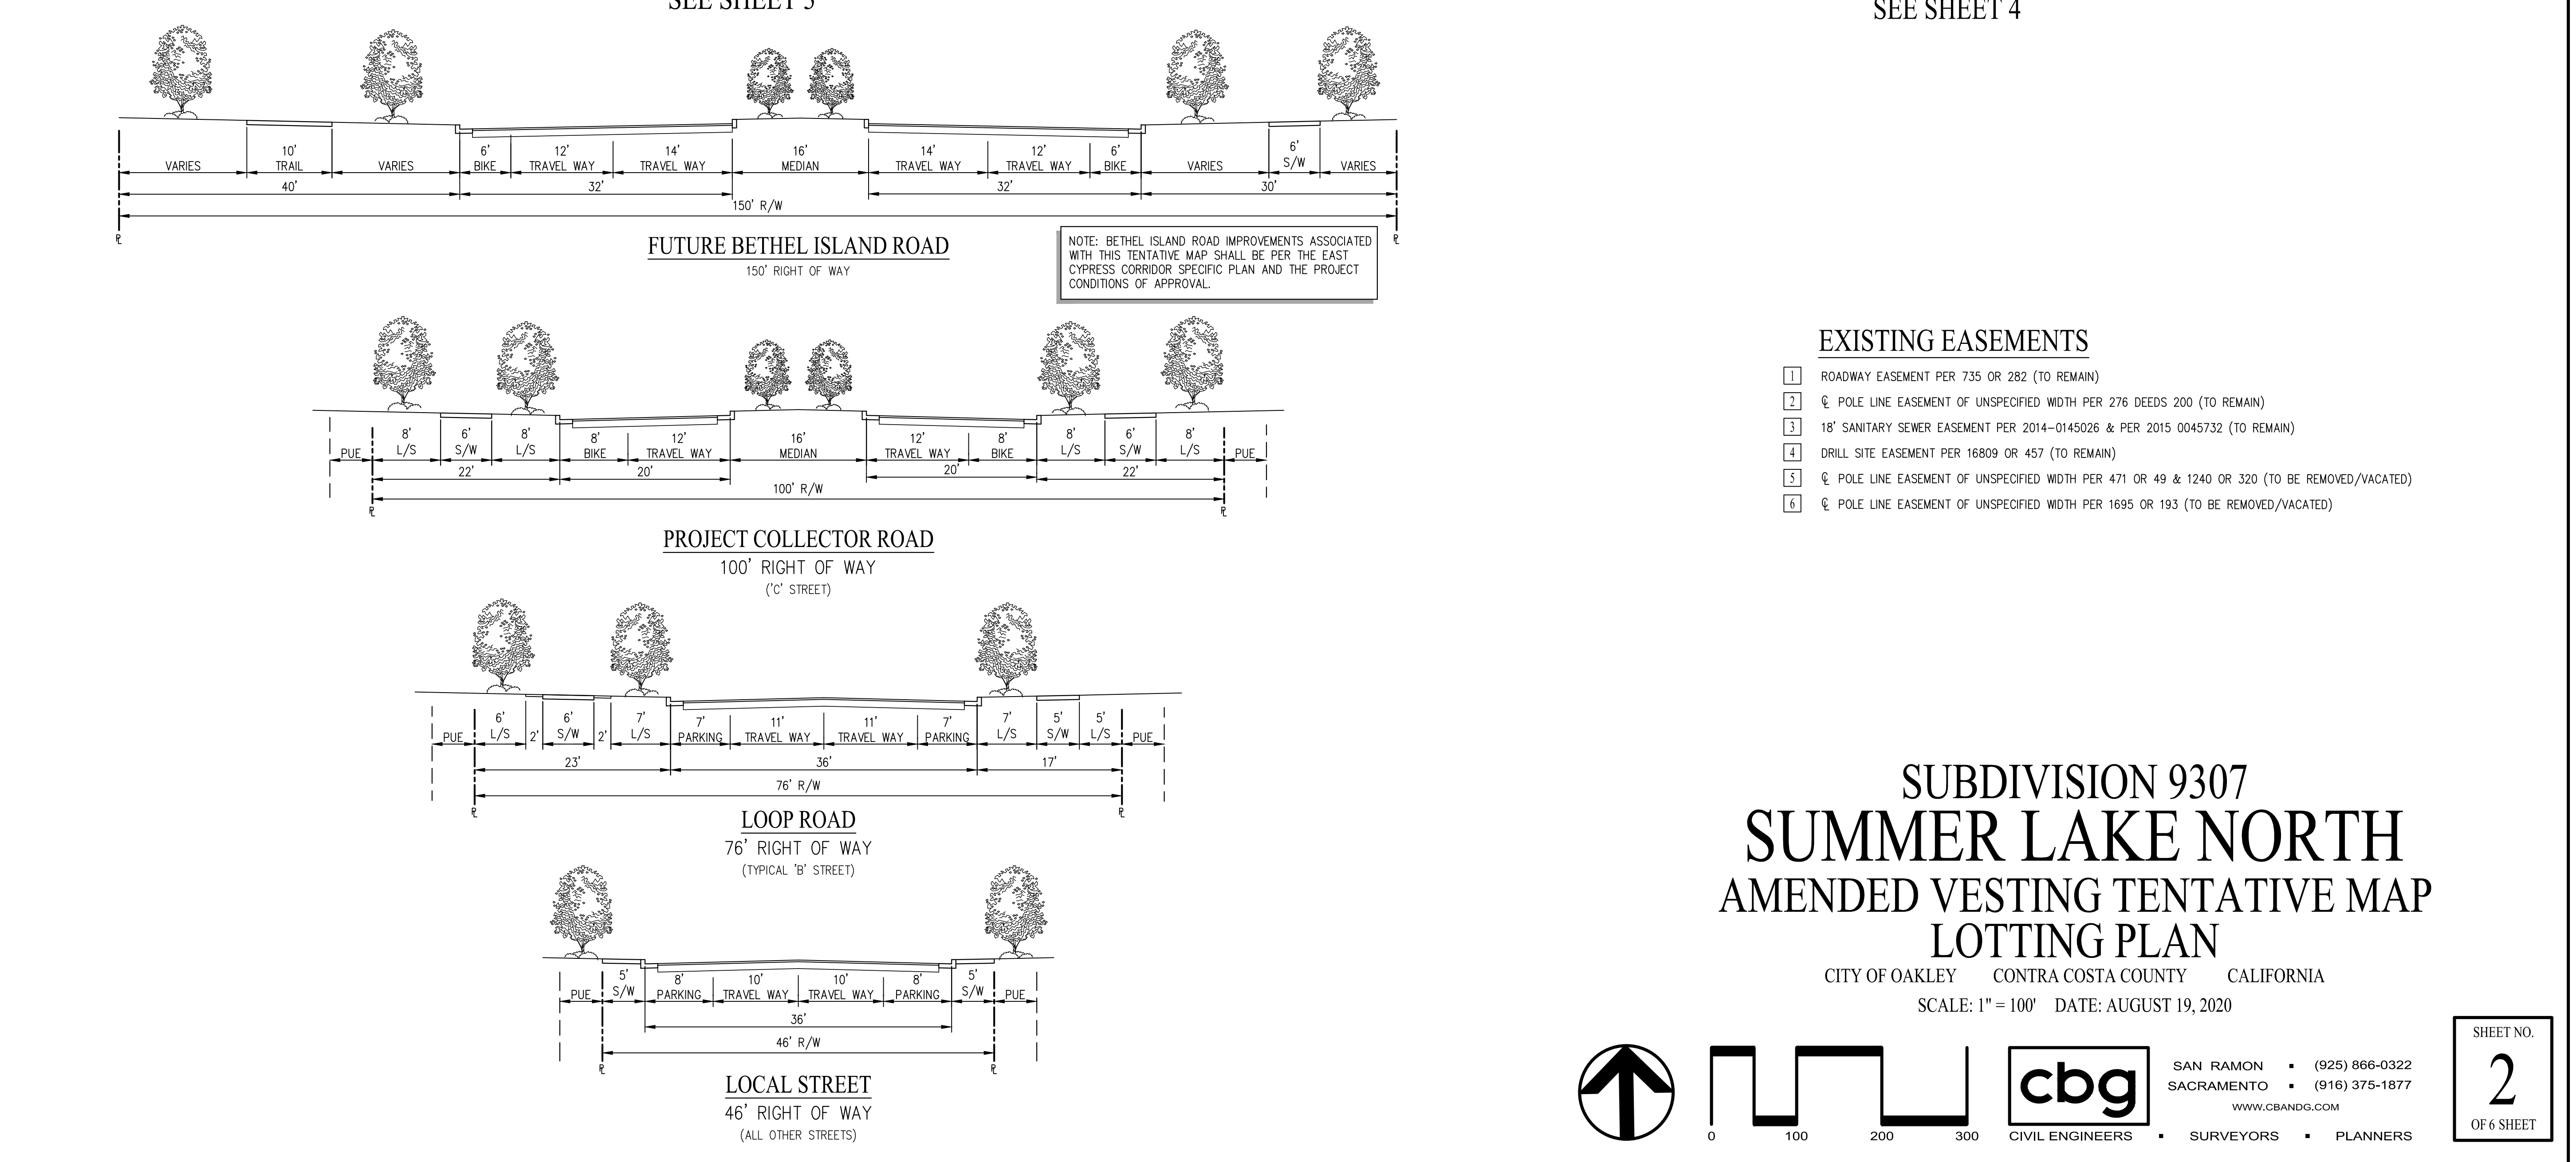 SEE SHEET 4
10' 6' 12' 14' 16' 14' 12' 6' 6'
VARIES TRAIL VARIES BIKE TRAVEL WAY TRAVEL WAY MEDIAN TRAVEL WAY TRAVEL WAY BIKE VARIES S/W VARIES
40' 32' 32' 30'
150' R/W
FUTURE BETHEL ISLAND ROAD
150' RIGHT OF WAY
NOTE: BETHEL ISLAND ROAD IMPROVEMENTS ASSOCIATED
WITH THIS TENTATIVE MAP SHALL BE PER THE EAST
CYPRESS CORRIDOR SPECIFIC PLAN AND THE PROJECT
CONDITIONS OF APPROVAL.
8' 6' 8' 8' 12' 16' 12' 8' 8' 6' 8'
PUE L/S S/W L/S BIKE TRAVEL WAY MEDIAN TRAVEL WAY BIKE L/S S/W L/S PUE
22' 20' 20' 22'
100' R/W
PROJECT COLLECTOR ROAD
100' RIGHT OF WAY
('C' STREET)
6' 6' 7' 7' 11' 11' 7' 7' 5' 5'
PUE L/S 2' S/W 2' L/S PARKING TRAVEL WAY TRAVEL WAY PARKING L/S S/W L/S PUE
23' 36' 17'
76' R/W
LOOP ROAD
76' RIGHT OF WAY
(TYPICAL 'B' STREET)
5' 8' 10' 10' 8' 5'
PUE S/W PARKING TRAVEL WAY TRAVEL WAY PARKING S/W PUE
36'
46' R/W
LOCAL STREET
46' RIGHT OF WAY
(ALL OTHER STREETS)
EXISTING EASEMENTS
1 ROADWAY EASEMENT PER 735 OR 282 (TO REMAIN)
2 ℄ POLE LINE EASEMENT OF UNSPECIFIED WIDTH PER 276 DEEDS 200 (TO REMAIN)
3 18' SANITARY SEWER EASEMENT PER 2014-0145026 & PER 2015 0045732 (TO REMAIN)
4 DRILL SITE EASEMENT PER 16809 OR 457 (TO REMAIN)
5 ℄ POLE LINE EASEMENT OF UNSPECIFIED WIDTH PER 471 OR 49 & 1240 OR 320 (TO BE REMOVED/VACATED)
6 ℄ POLE LINE EASEMENT OF UNSPECIFIED WIDTH PER 1695 OR 193 (TO BE REMOVED/VACATED)
SUBDIVISION 9307
SUMMER LAKE NORTH
AMENDED VESTING TENTATIVE MAP
LOTTING PLAN
CITY OF OAKLEY CONTRA COSTA COUNTY CALIFORNIA
SCALE: 1" = 100' DATE: AUGUST 19, 2020
0 100 200 300
cbg
SAN RAMON ▪ (925) 866-0322
SACRAMENTO ▪ (916) 375-1877
WWW.CBANDG.COM
CIVIL ENGINEERS ▪ SURVEYORS ▪ PLANNERS
SHEET NO.
2
OF 6 SHEET